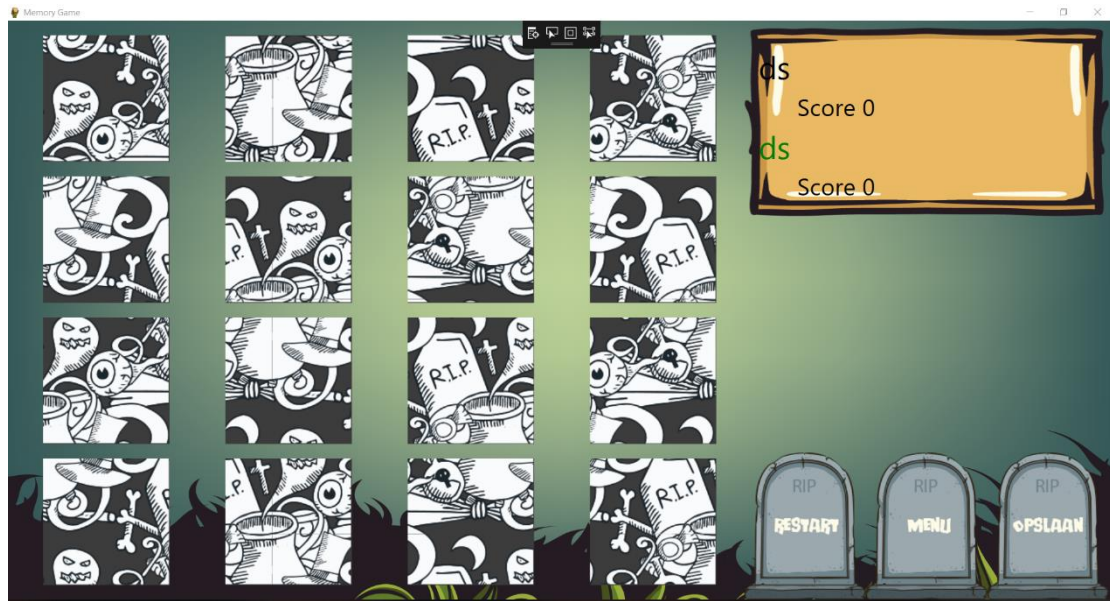 Memory Game
ds
Score 0
ds
Score 0
R.I.P.
R.I.P.
R.I.P.
R.I.P.
RIP
RESTART
RIP
MENU
RIP
OPSLAAN